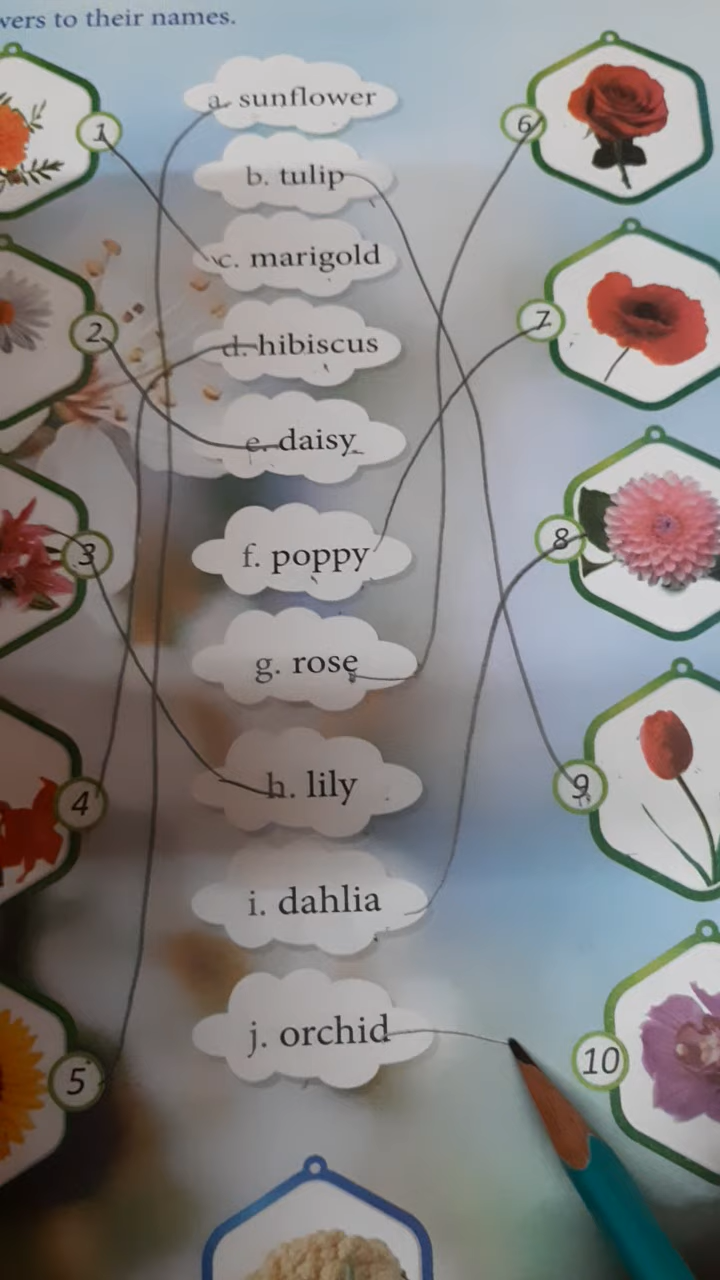 to their names.
a. sunflower
1
6
b. tulip
c. marigold
2
d. hibiscus
7
e. daisy
3
f. poppy
8
g. rose
4
h. lily
9
i. dahlia
5
j. orchid
10